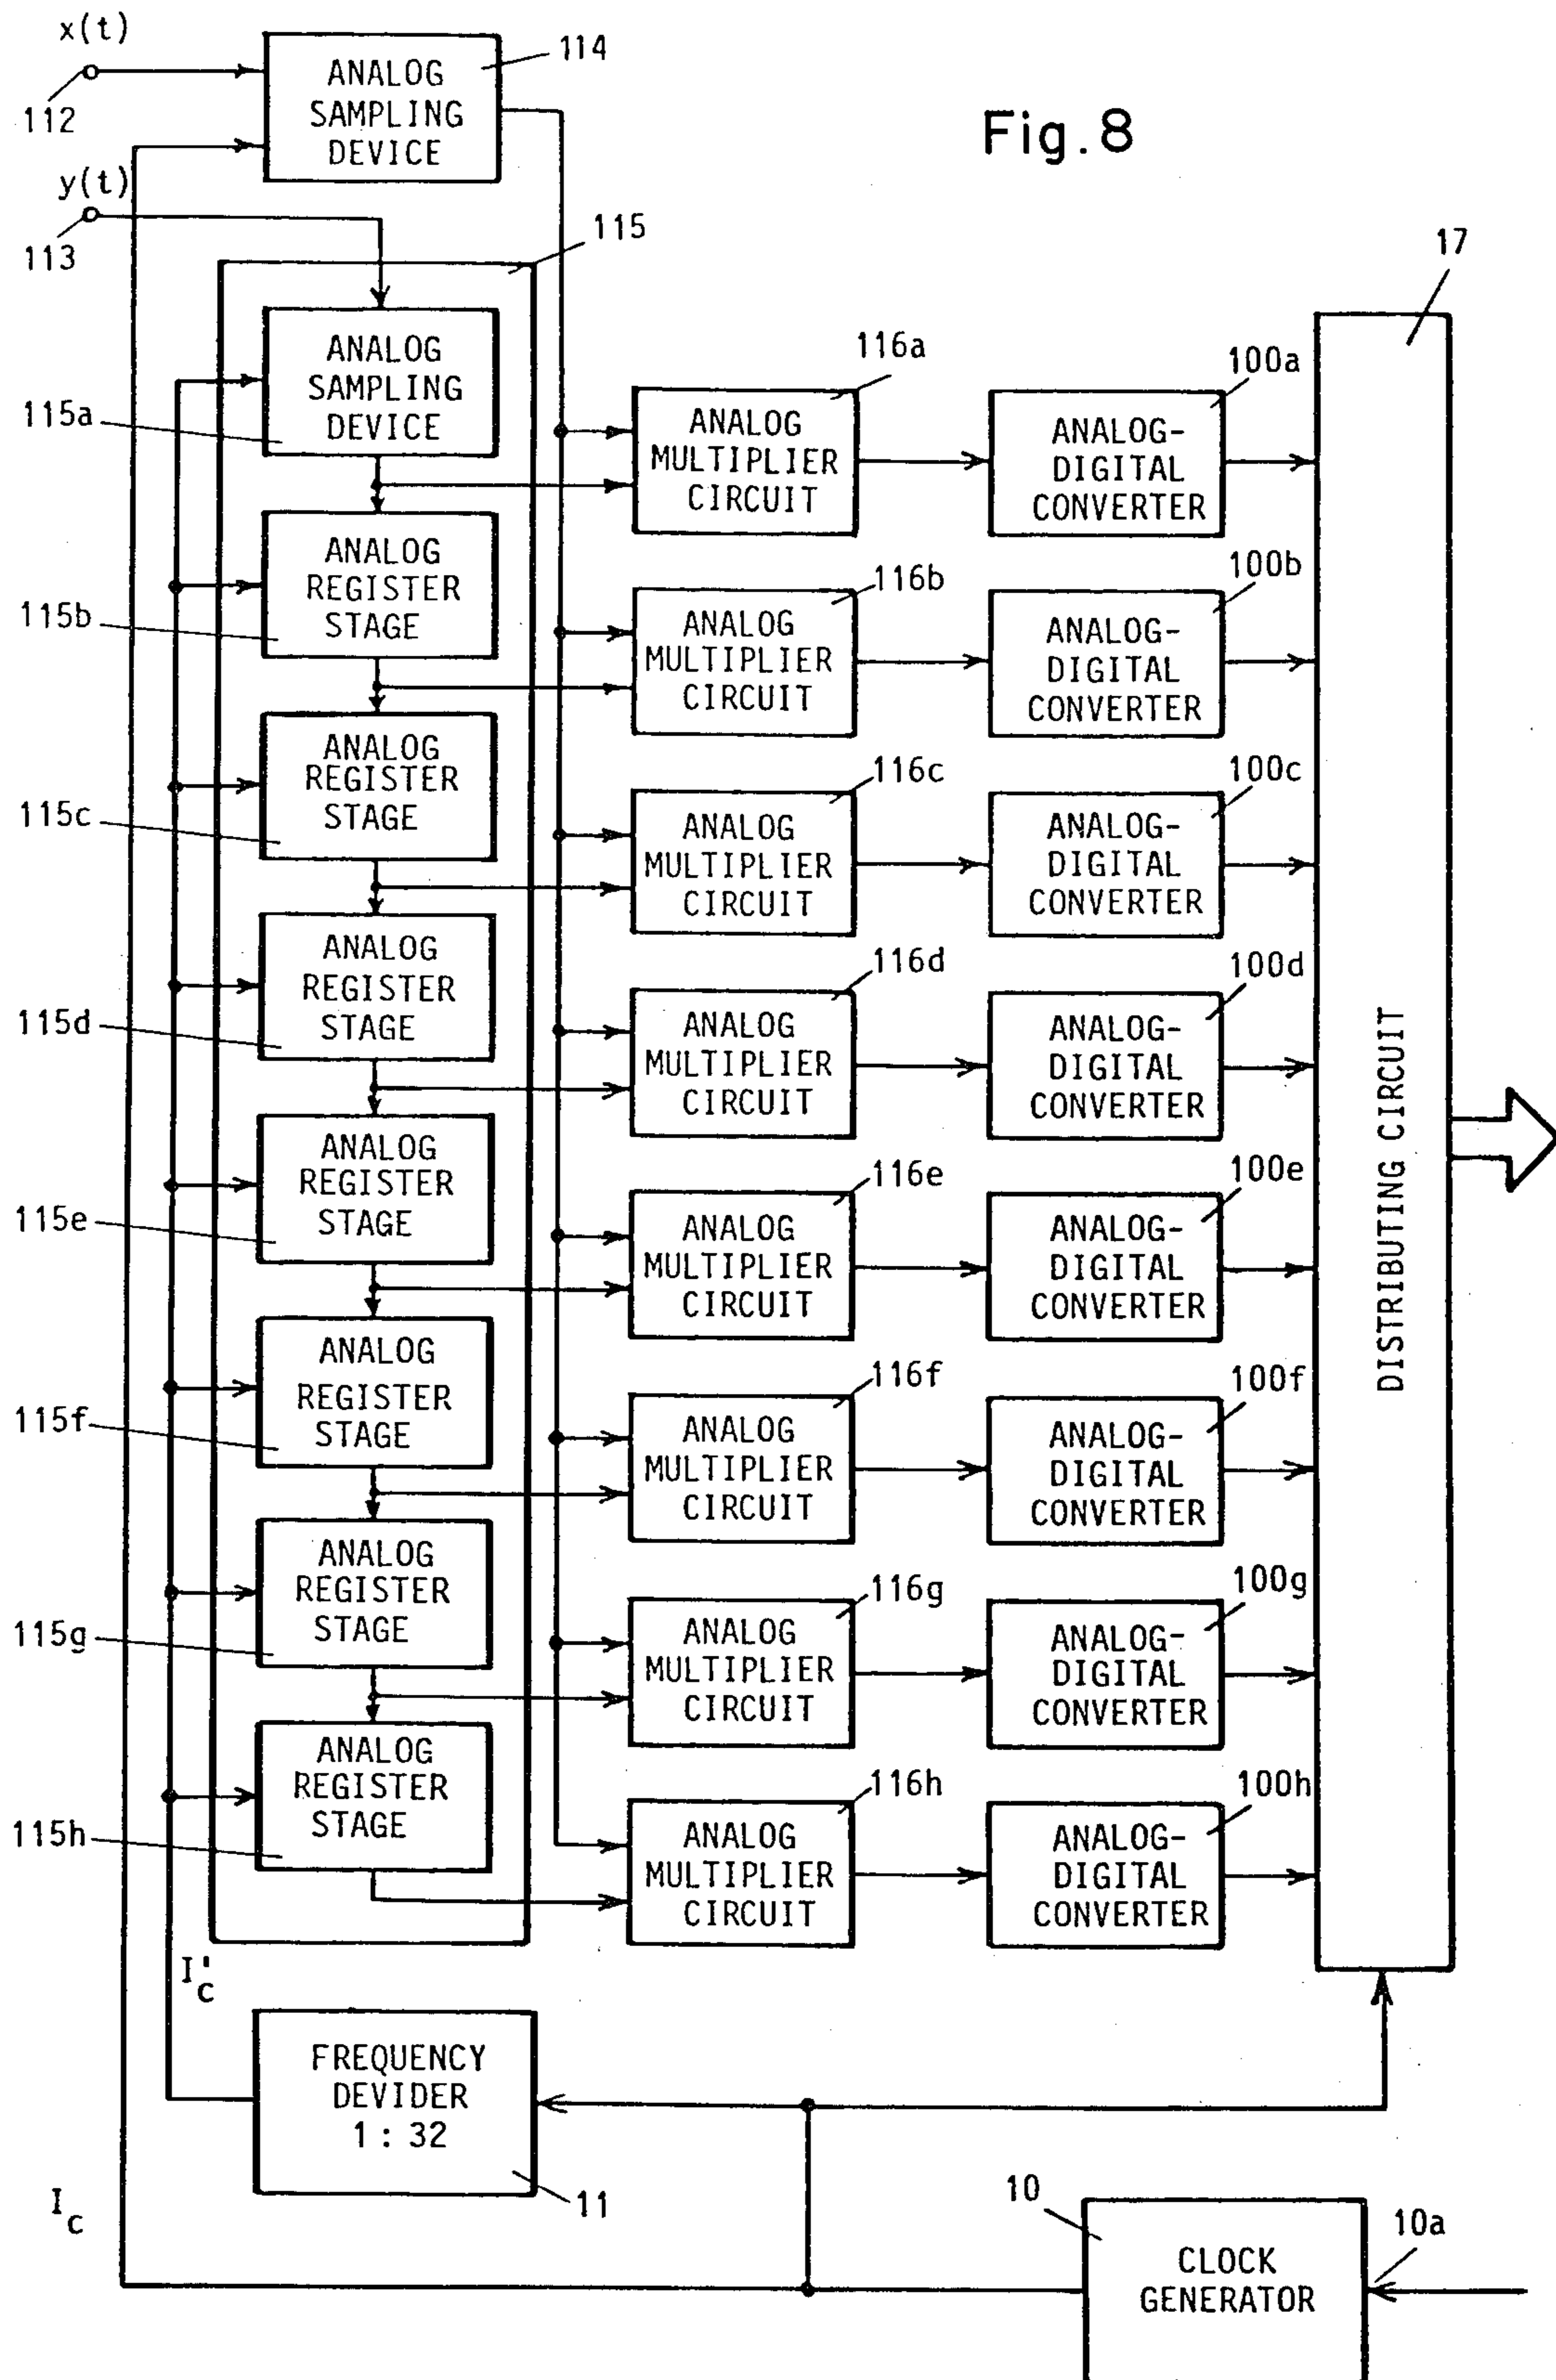 x(t)
112
ANALOG
SAMPLING
DEVICE
114
Fig. 8
y(t)
113
115
17
ANALOG
SAMPLING
DEVICE
115a
116a
ANALOG
MULTIPLIER
CIRCUIT
100a
ANALOG-
DIGITAL
CONVERTER
ANALOG
REGISTER
STAGE
115b
116b
ANALOG
MULTIPLIER
CIRCUIT
100b
ANALOG-
DIGITAL
CONVERTER
ANALOG
REGISTER
STAGE
115c
116c
ANALOG
MULTIPLIER
CIRCUIT
100c
ANALOG-
DIGITAL
CONVERTER
ANALOG
REGISTER
STAGE
115d
116d
ANALOG
MULTIPLIER
CIRCUIT
100d
ANALOG-
DIGITAL
CONVERTER
DISTRIBUTING CIRCUIT
ANALOG
REGISTER
STAGE
115e
116e
ANALOG
MULTIPLIER
CIRCUIT
100e
ANALOG-
DIGITAL
CONVERTER
ANALOG
REGISTER
STAGE
115f
116f
ANALOG
MULTIPLIER
CIRCUIT
100f
ANALOG-
DIGITAL
CONVERTER
ANALOG
REGISTER
STAGE
115g
116g
ANALOG
MULTIPLIER
CIRCUIT
100g
ANALOG-
DIGITAL
CONVERTER
ANALOG
REGISTER
STAGE
115h
116h
ANALOG
MULTIPLIER
CIRCUIT
100h
ANALOG-
DIGITAL
CONVERTER
I'c
FREQUENCY
DEVIDER
1 : 32
11
Ic
10
CLOCK
GENERATOR
10a